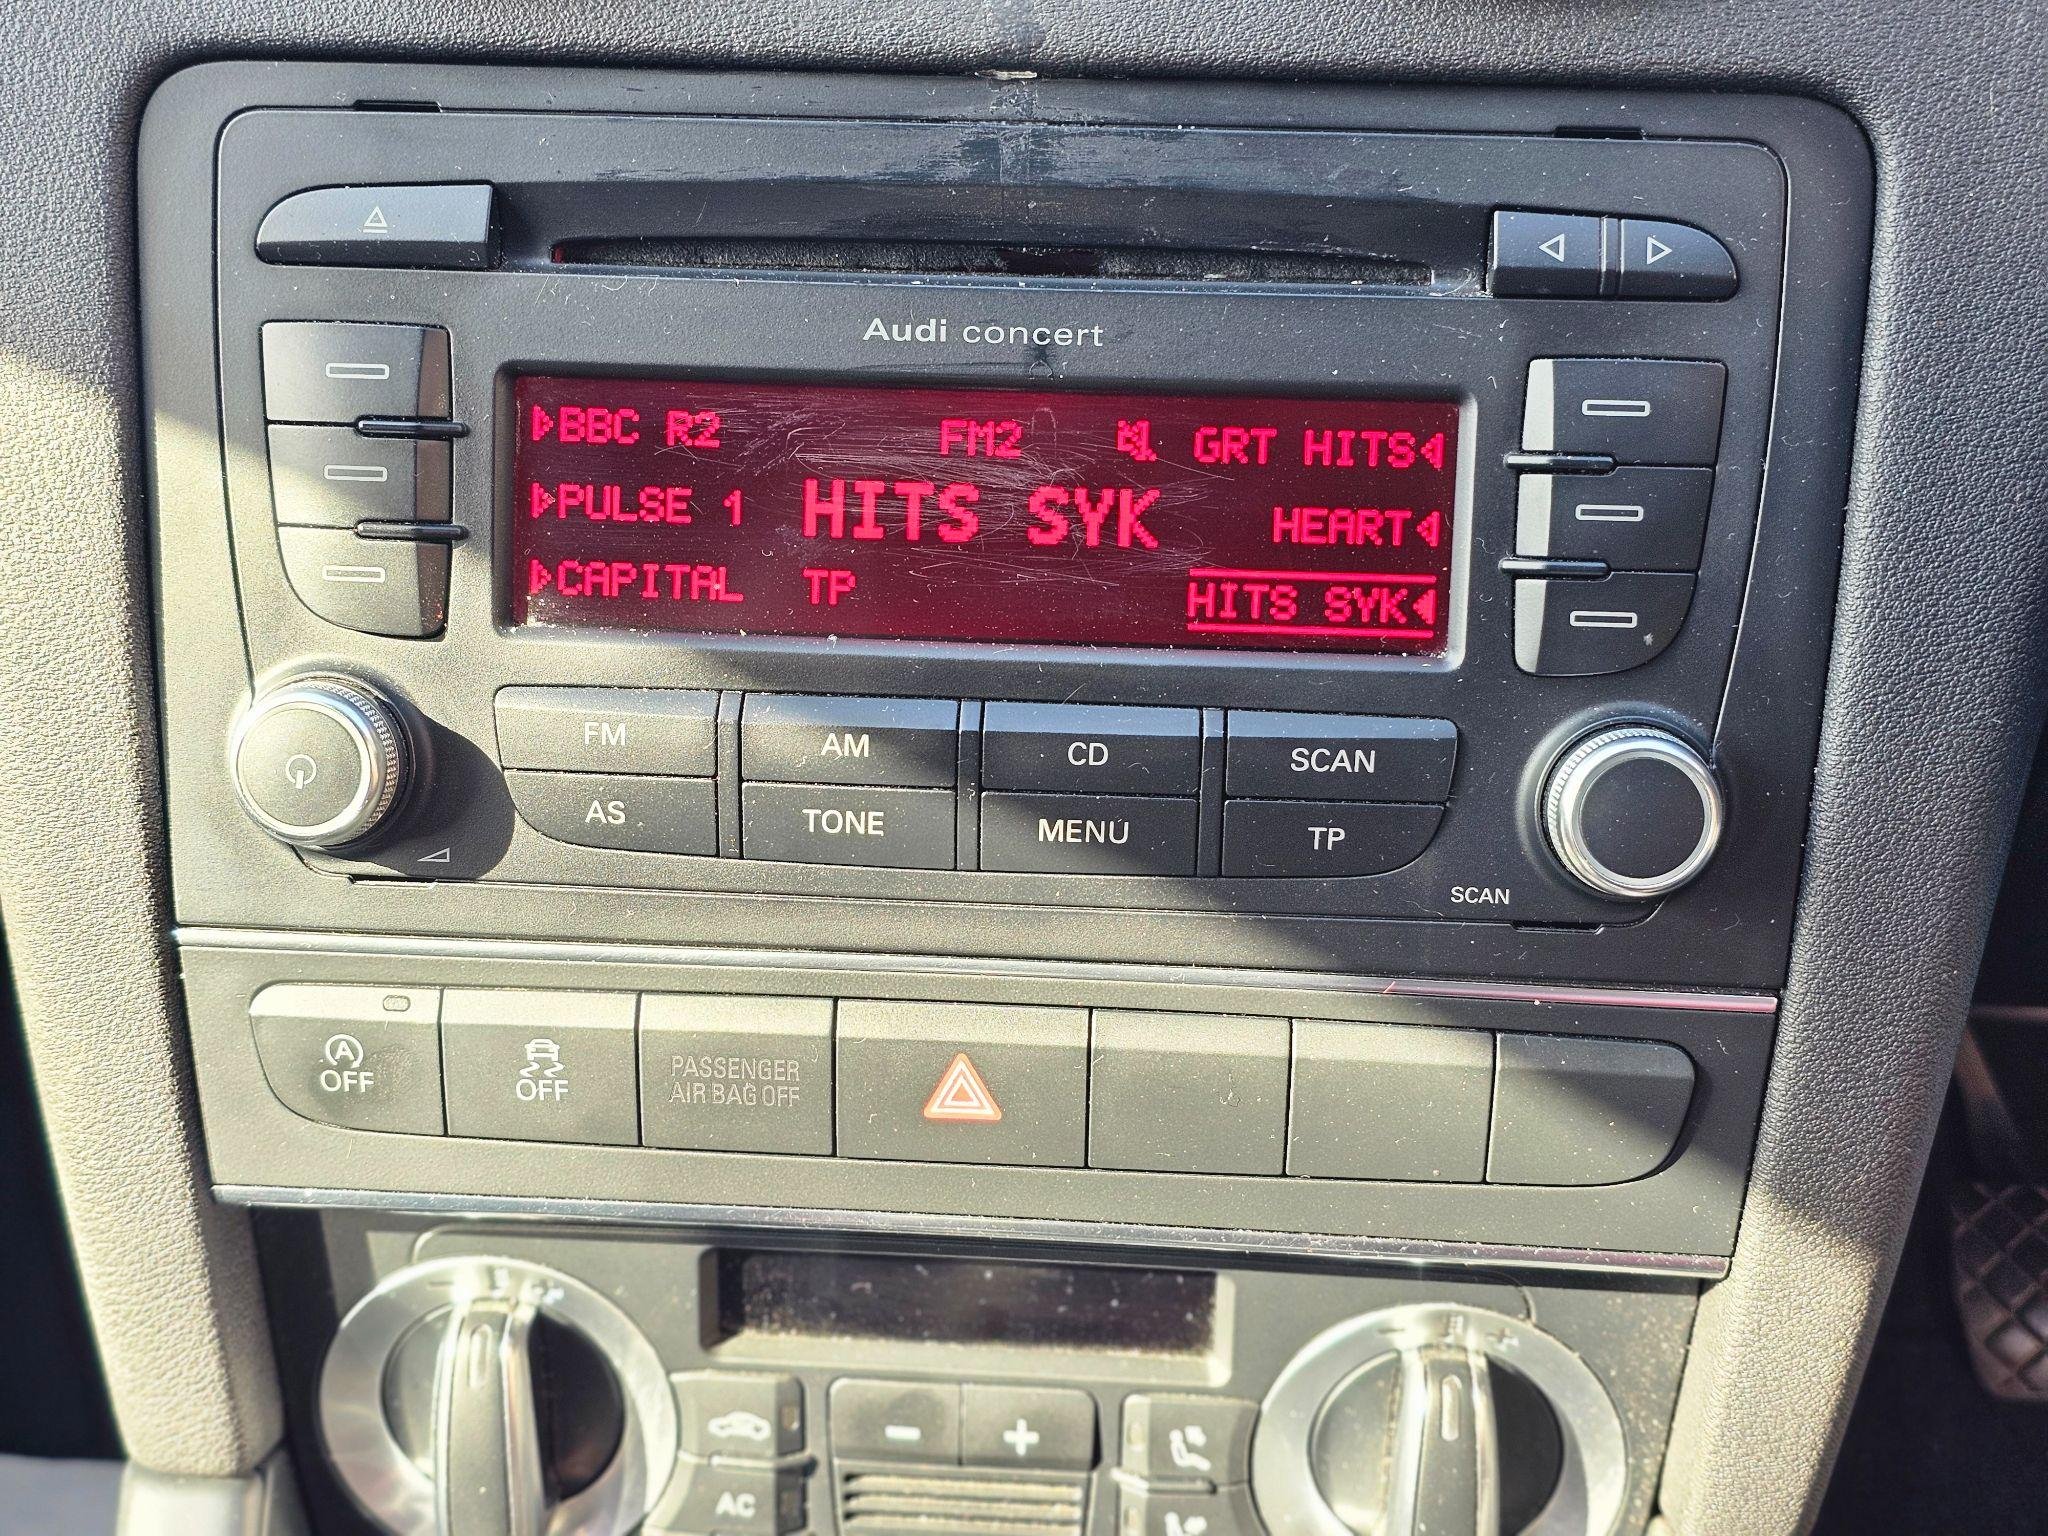 Audi concert
BBC R2 FM2 GRT HITS
PULSE 1 HITS SYK HEART
CAPITAL TP HITS SYK
FM AM CD SCAN
AS TONE MENU TP
SCAN
A
OFF OFF PASSENGER
AIR BAG OFF
- +
AC